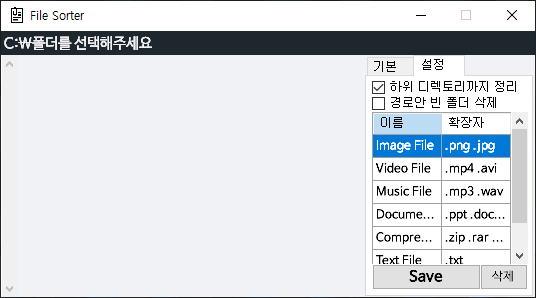 File Sorter
C:₩폴더를 선택해주세요
기본 설정
하위 디렉토리까지 정리
경로안 빈 폴더 삭제
이름 확장자
Image File .png .jpg
Video File .mp4 .avi
Music File .mp3 .wav
Docume... .ppt .doc...
Compre... .zip .rar ...
Text File .txt
Save 삭제